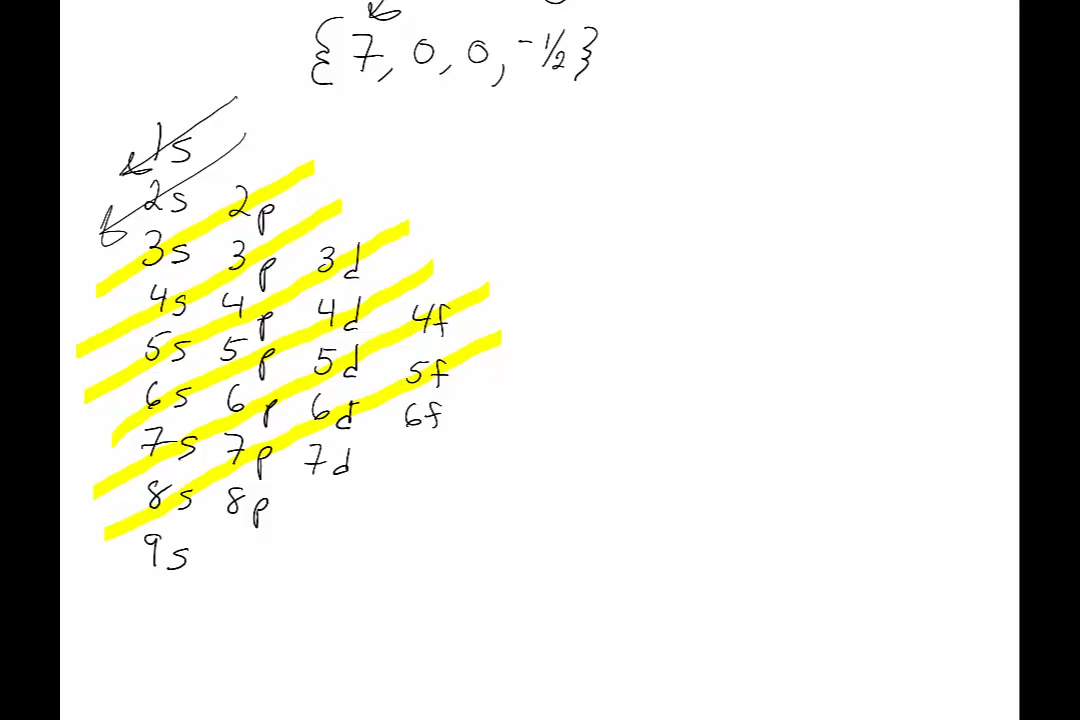 {7, 0, 0, -1/2}
1s
2s 2p
3s 3p 3d
4s 4p 4d 4f
5s 5p 5d 5f
6s 6p 6d 6f
7s 7p 7d
8s 8p
9s